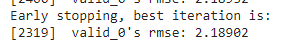 Early stopping, best iteration is:
[2319]  valid_0's rmse: 2.18902